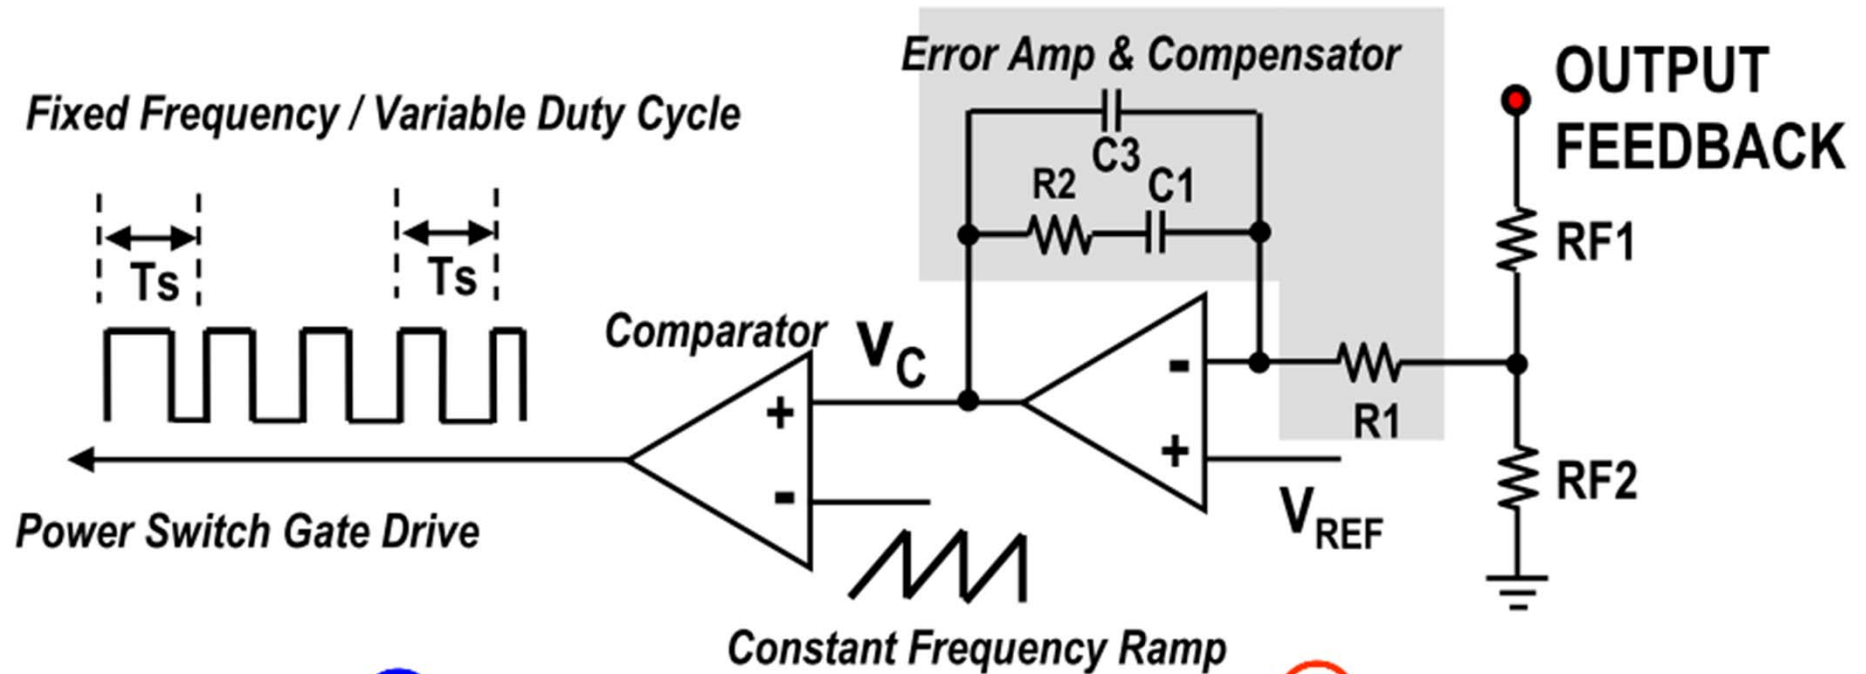 Error Amp & Compensator
OUTPUT
FEEDBACK
Fixed Frequency / Variable Duty Cycle
C3
R2
C1
RF1
Ts
Ts
Comparator
VC
-
+
R1
+
-
VREF
RF2
Power Switch Gate Drive
Constant Frequency Ramp